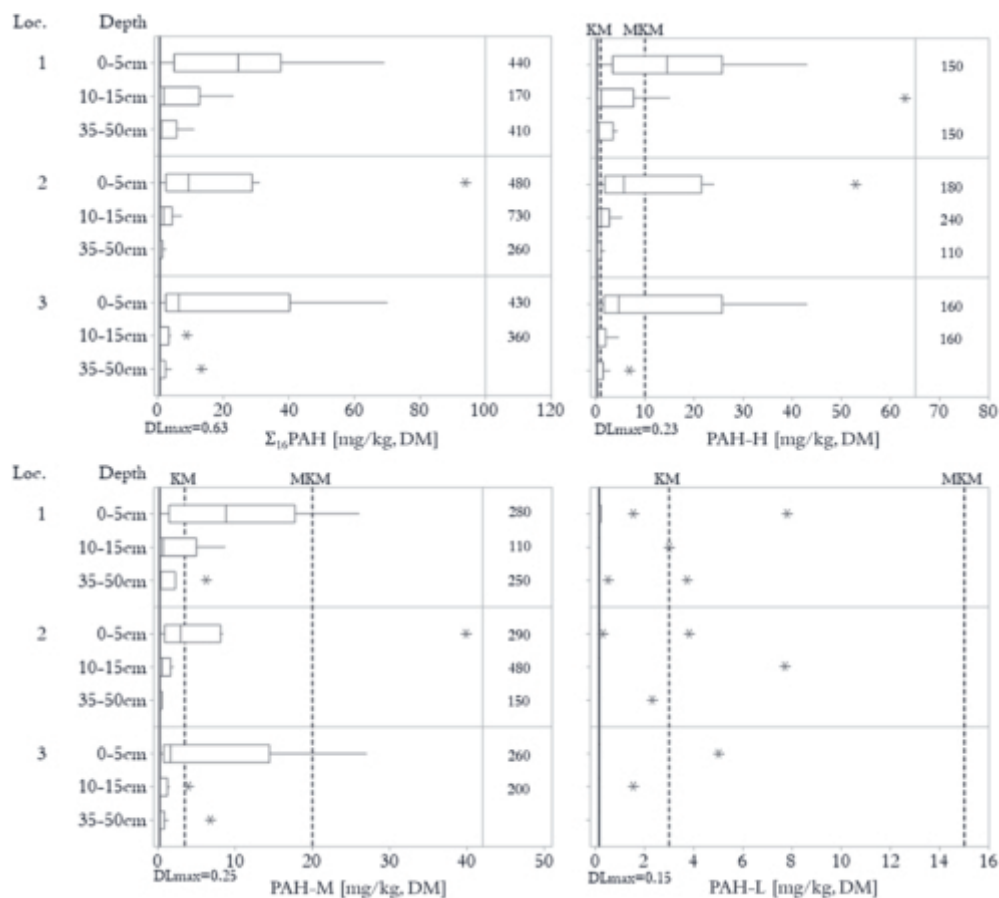 Loc. Depth KM MKM
1 0-5cm 440 150
10-15cm 170
35-50cm 410 150
2 0-5cm 480 180
10-15cm 730 240
35-50cm 260 110
3 0-5cm 430 160
10-15cm 360 160
35-50cm
0 20 40 60 80 100 120 0 10 20 30 40 50 60 70 80
DLmax=0.63 Σ16PAH [mg/kg, DM] DLmax=0.23 PAH-H [mg/kg, DM]
Loc. Depth KM MKM KM MKM
1 0-5cm 280
10-15cm 110
35-50cm 250
2 0-5cm 290
10-15cm 480
35-50cm 150
3 0-5cm 260
10-15cm 200
35-50cm
0 10 20 30 40 50 0 2 4 6 8 10 12 14 16
DLmax=0.25 PAH-M [mg/kg, DM] DLmax=0.15 PAH-L [mg/kg, DM]